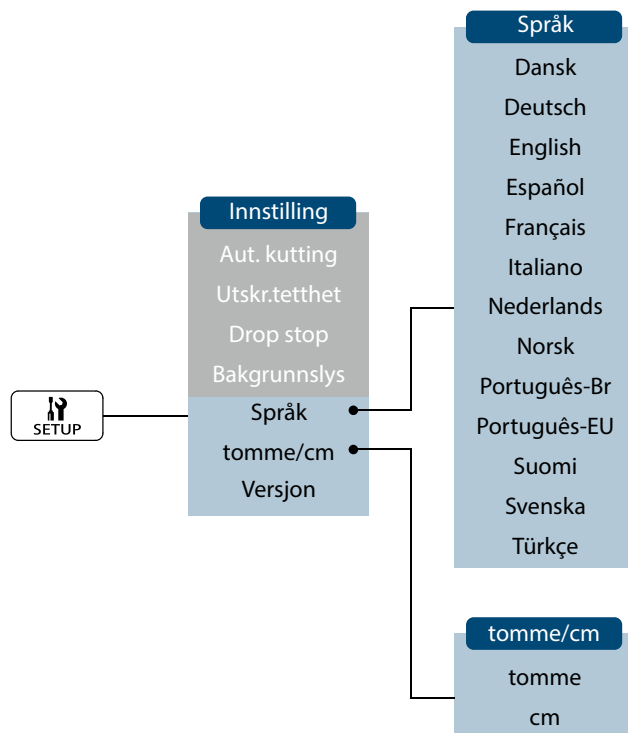 SETUP
Innstilling
Aut. kutting
Utskr.tetthet
Drop stop
Bakgrunnslys
Språk
tomme/cm
Versjon
Språk
Dansk
Deutsch
English
Español
Français
Italiano
Nederlands
Norsk
Português-Br
Português-EU
Suomi
Svenska
Türkçe
tomme/cm
tomme
cm